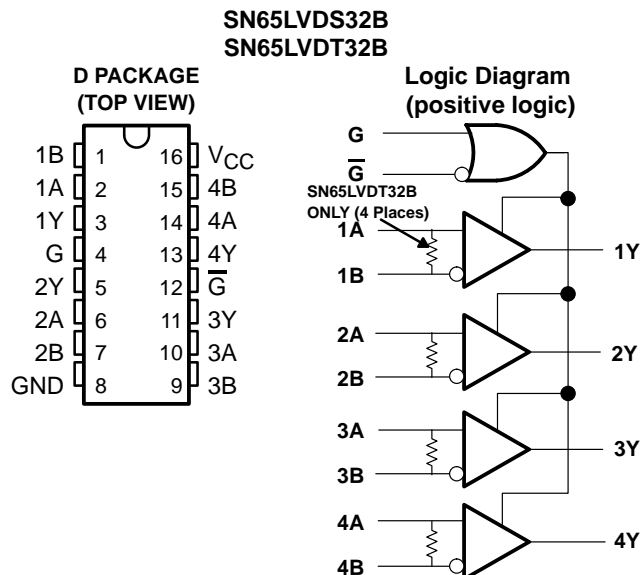 SN65LVDS32B
SN65LVDT32B
D PACKAGE
(TOP VIEW)
1B 1 16 VCC
1A 2 15 4B
1Y 3 14 4A
G 4 13 4Y
2Y 5 12 G̅
2A 6 11 3Y
2B 7 10 3A
GND 8 9 3B
Logic Diagram
(positive logic)
G
G̅
SN65LVDT32B
ONLY (4 Places)
1A
1Y
1B
2A
2Y
2B
3A
3Y
3B
4A
4Y
4B